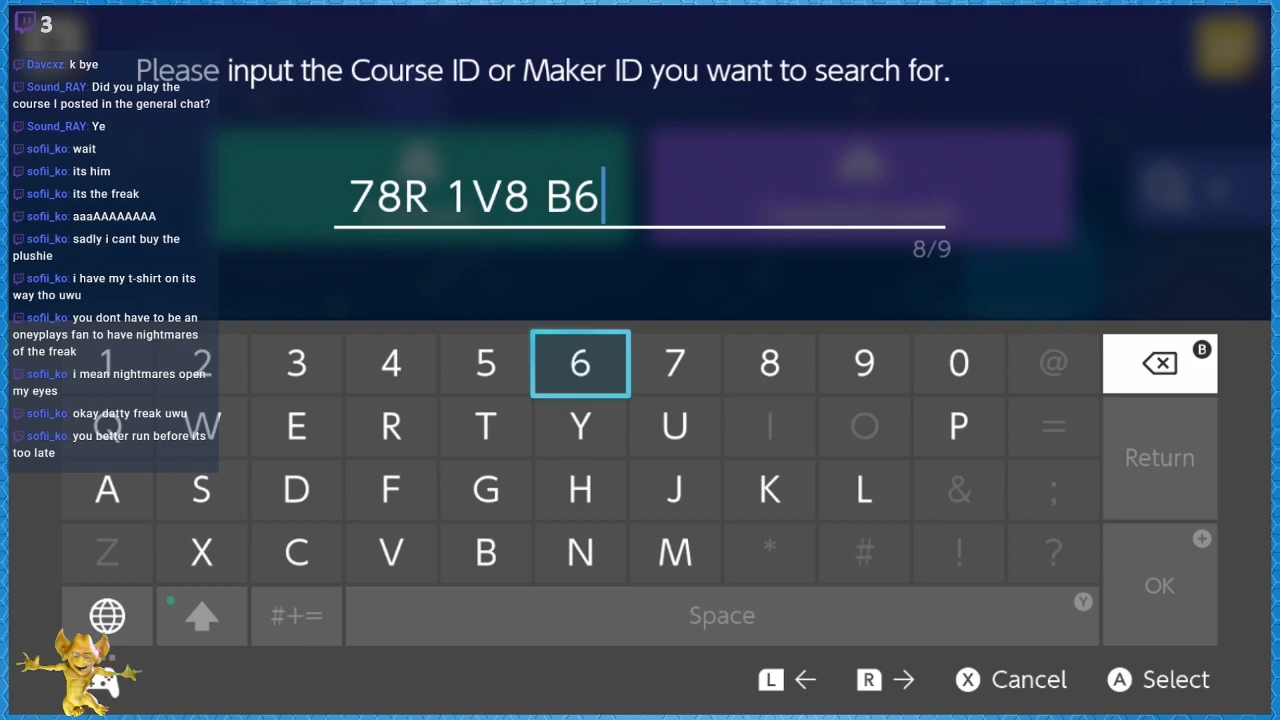 3
Davcxz: k bye
Sound_RAY: Did you play the
course I posted in the general chat?
Sound_RAY: Ye
sofii_ko: wait
sofii_ko: its him
sofii_ko: its the freak
sofii_ko: aaaAAAAAAAA
sofii_ko: sadly i cant buy the
plushie
sofii_ko: i have my t-shirt on its
way tho uwu
sofii_ko: you dont have to be an
oneyplays fan to have nightmares
of the freak
sofii_ko: i mean nightmares open
my eyes
sofii_ko: okay datty freak uwu
sofii_ko: you better run before its
too late
Please input the Course ID or Maker ID you want to search for.
78R 1V8 B6
8/9
1 2 3 4 5 6 7 8 9 0 @ B
Q W E R T Y U I O P =
Return
A S D F G H J K L & ;
Z X C V B N M * # ! ?
+
OK
#+= Space Y
L ← R → X Cancel A Select